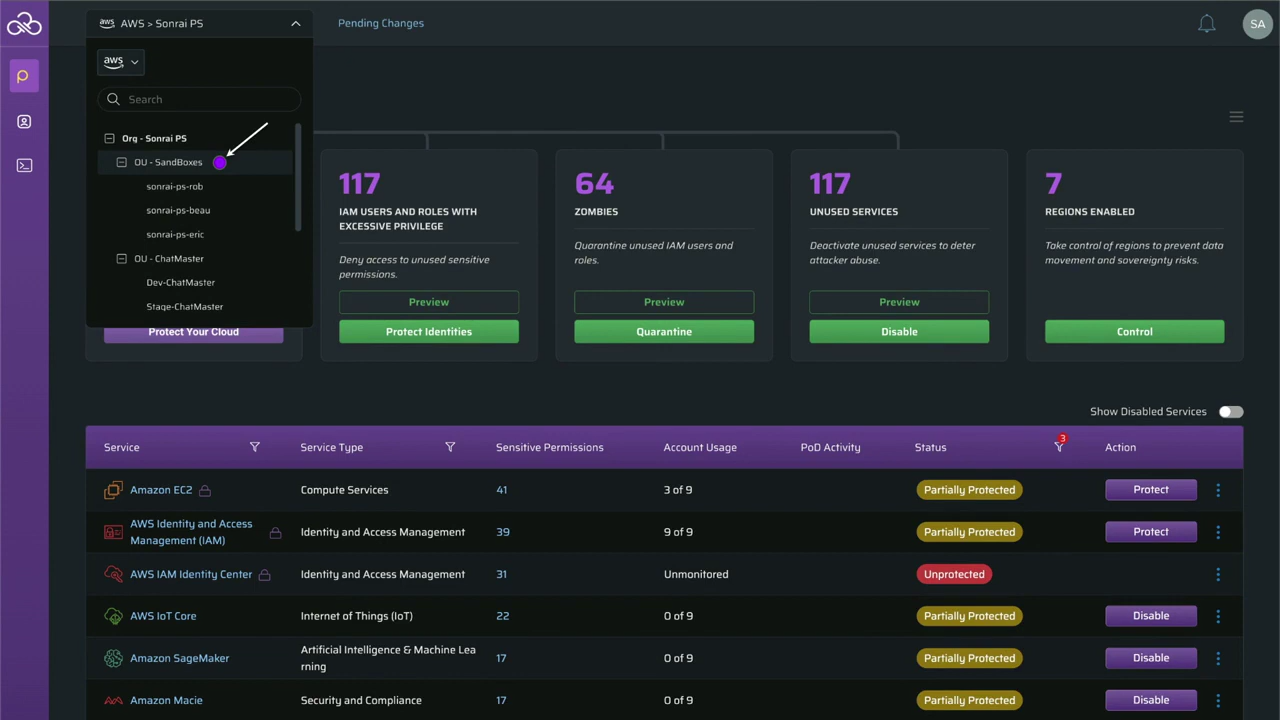 aws AWS > Sonrai PS
Pending Changes
SA
aws
Search
Org - Sonrai PS
OU - SandBoxes
sonrai-ps-rob
sonrai-ps-beau
sonrai-ps-eric
OU - ChatMaster
Dev-ChatMaster
Stage-ChatMaster
Protect Your Cloud
117
IAM USERS AND ROLES WITH
EXCESSIVE PRIVILEGE
Deny access to unused sensitive
permissions.
Preview
Protect Identities
64
ZOMBIES
Quarantine unused IAM users and
roles.
Preview
Quarantine
117
UNUSED SERVICES
Deactivate unused services to deter
attacker abuse.
Preview
Disable
7
REGIONS ENABLED
Take control of regions to prevent data
movement and sovereignty risks.
Control
Show Disabled Services
Service Service Type Sensitive Permissions Account Usage PoD Activity Status 3 Action
Amazon EC2 Compute Services 41 3 of 9 Partially Protected Protect
AWS Identity and Access
Management (IAM) Identity and Access Management 39 9 of 9 Partially Protected Protect
AWS IAM Identity Center Identity and Access Management 31 Unmonitored Unprotected
AWS IoT Core Internet of Things (IoT) 22 0 of 9 Partially Protected Disable
Amazon SageMaker Artificial Intelligence & Machine Lea
rning 17 0 of 9 Partially Protected Disable
Amazon Macie Security and Compliance 17 0 of 9 Partially Protected Disable